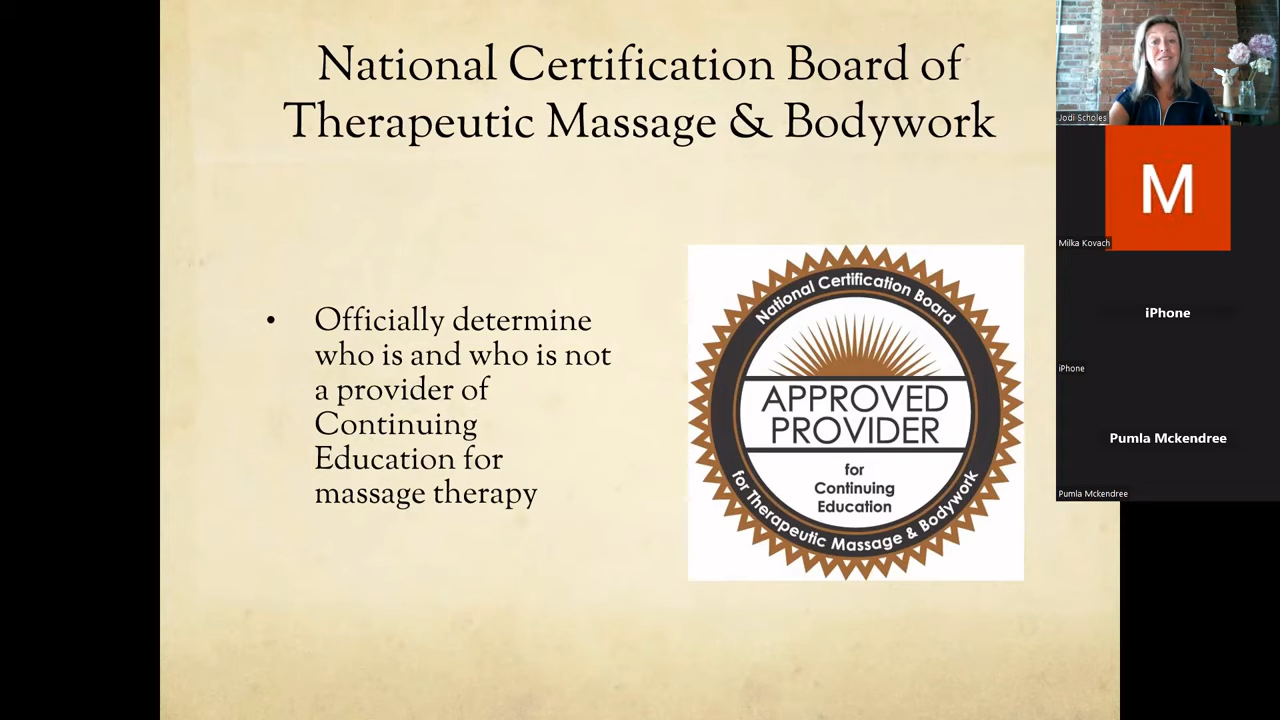 National Certification Board of
Therapeutic Massage & Bodywork
• Officially determine
who is and who is not
a provider of
Continuing
Education for
massage therapy
National Certification Board
APPROVED
PROVIDER
for
Continuing
Education
for Therapeutic Massage & Bodywork
Jodi Scholes
M
Milka Kovach
iPhone
iPhone
Pumla Mckendree
Pumla Mckendree